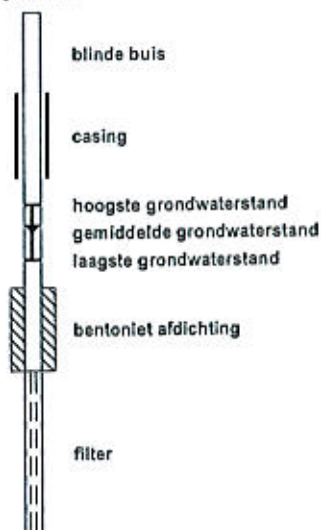 blinde buis
casing
hoogste grondwaterstand
gemiddelde grondwaterstand
laagste grondwaterstand
bentoniet afdichting
filter